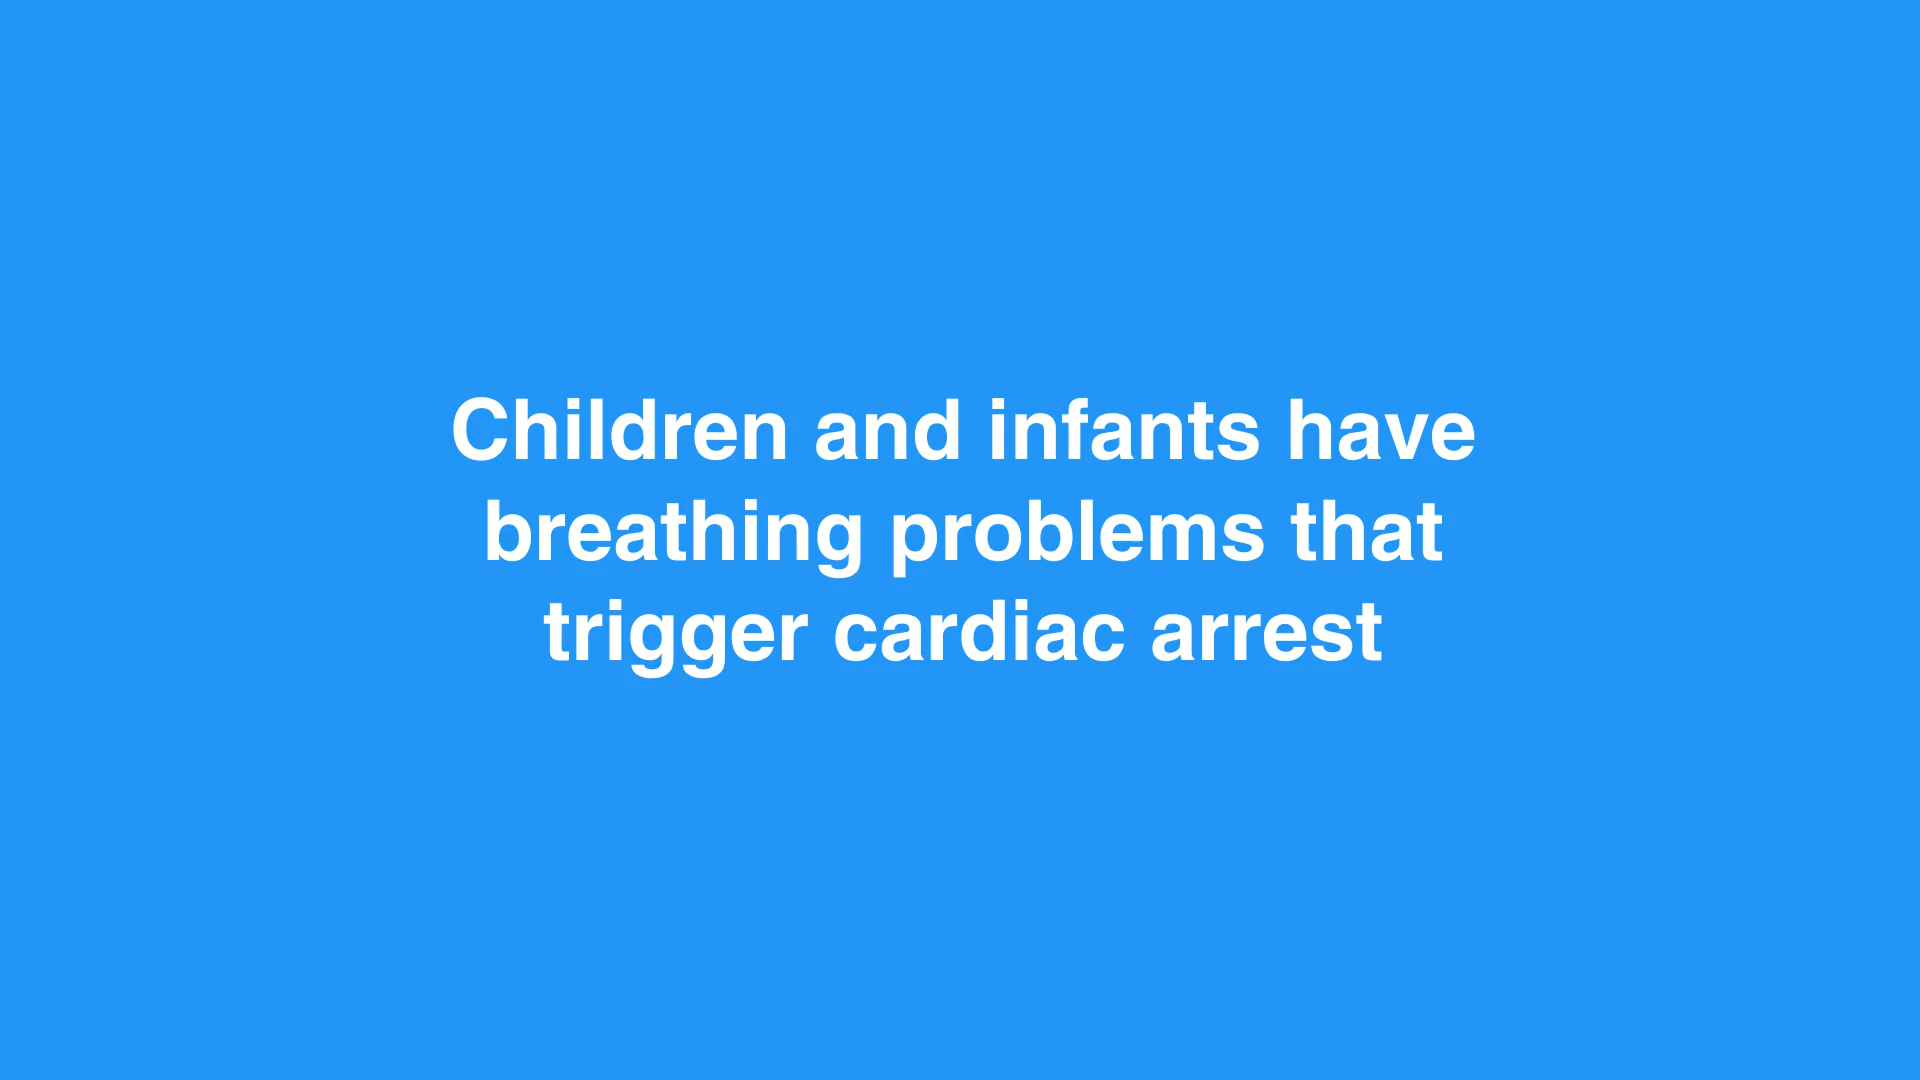 Children and infants have
breathing problems that
trigger cardiac arrest